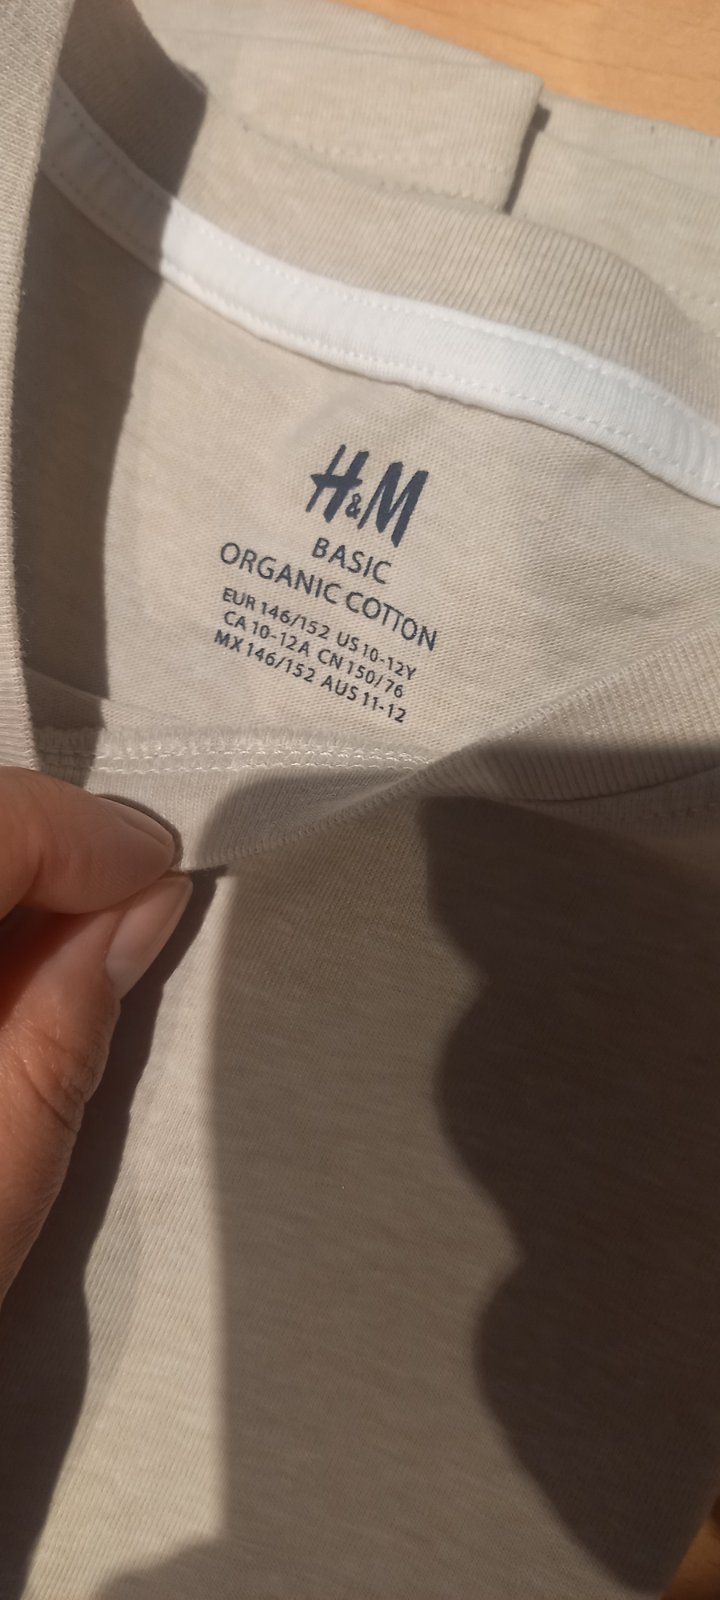 H&M
BASIC
ORGANIC COTTON
EUR 146/152 US 10-12Y
CA 10-12A CN 150/76
MX 146/152 AUS 11-12